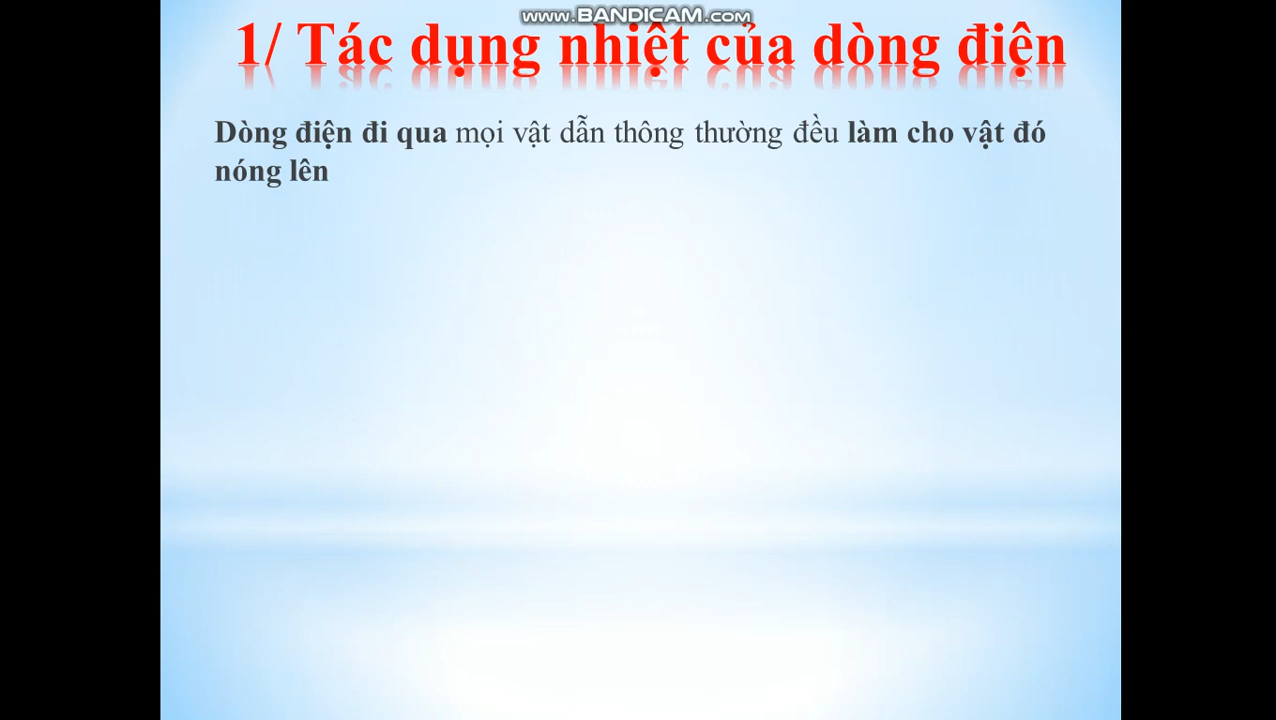 www.BANDICAM.com
1/ Tác dụng nhiệt của dòng điện
Dòng điện đi qua mọi vật dẫn thông thường đều làm cho vật đó
nóng lên